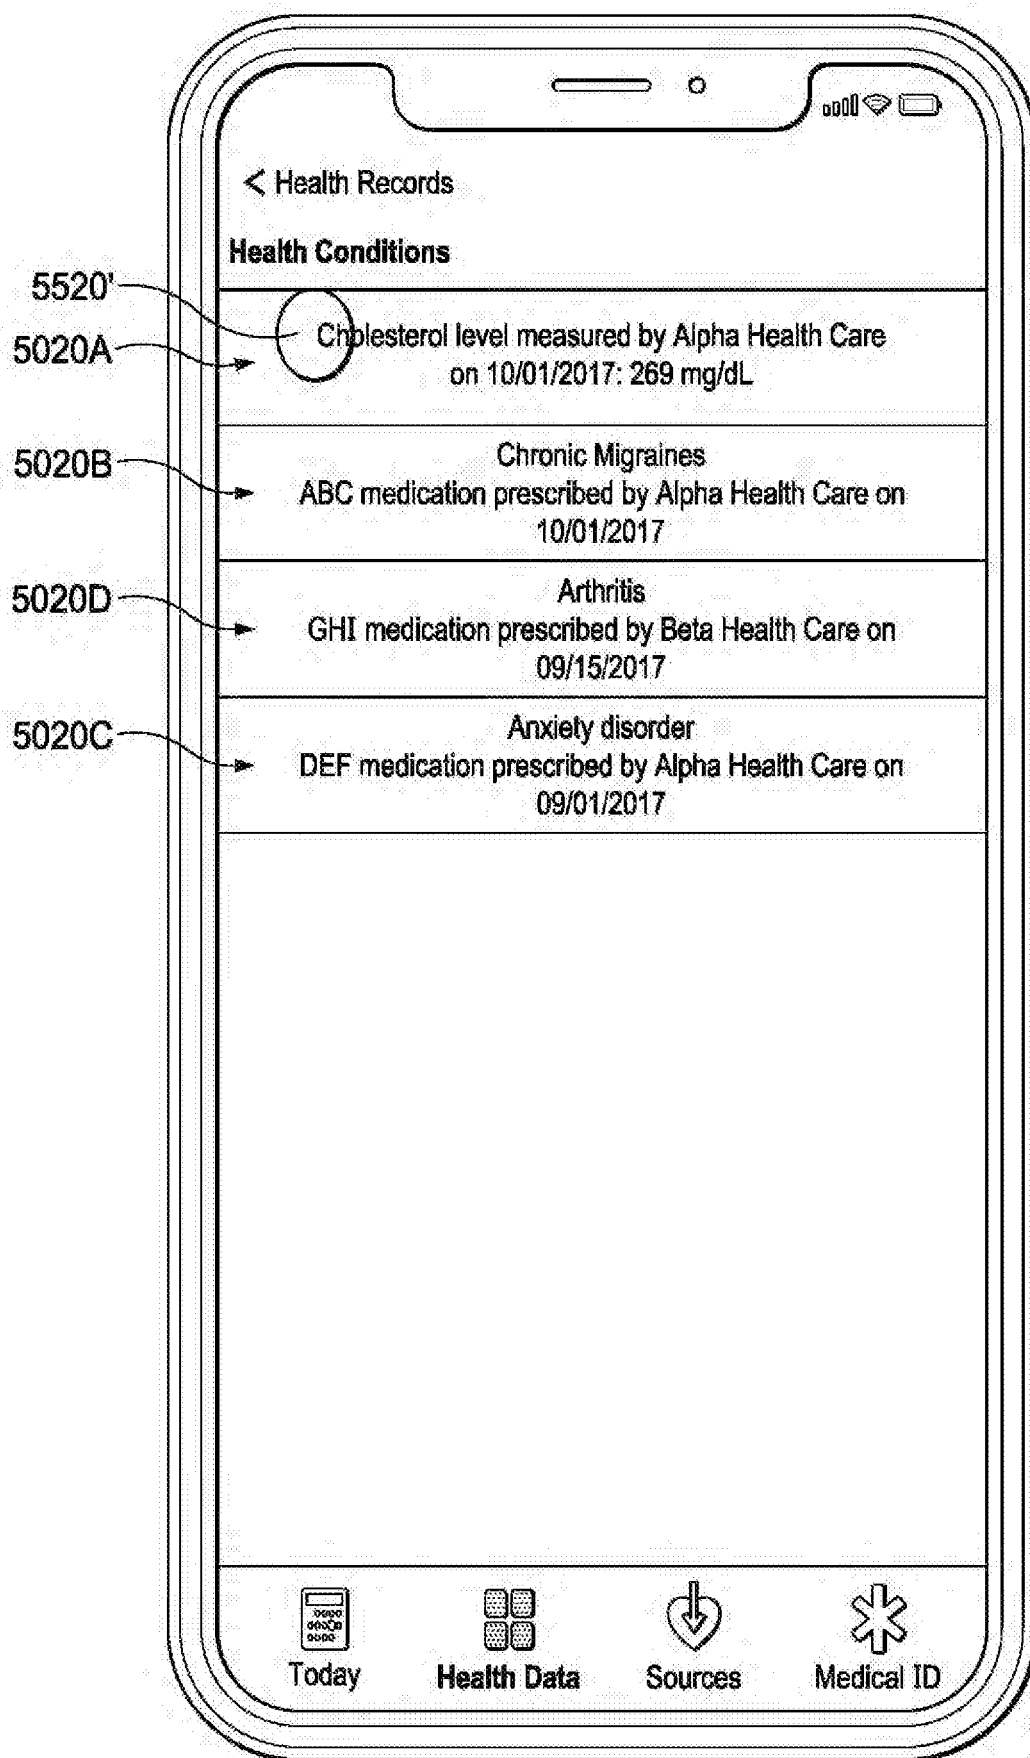 < Health Records
Health Conditions
5520'
5020A
Cholesterol level measured by Alpha Health Care
on 10/01/2017: 269 mg/dL
5020B
Chronic Migraines
ABC medication prescribed by Alpha Health Care on
10/01/2017
5020D
Arthritis
GHI medication prescribed by Beta Health Care on
09/15/2017
5020C
Anxiety disorder
DEF medication prescribed by Alpha Health Care on
09/01/2017
Today
Health Data
Sources
Medical ID